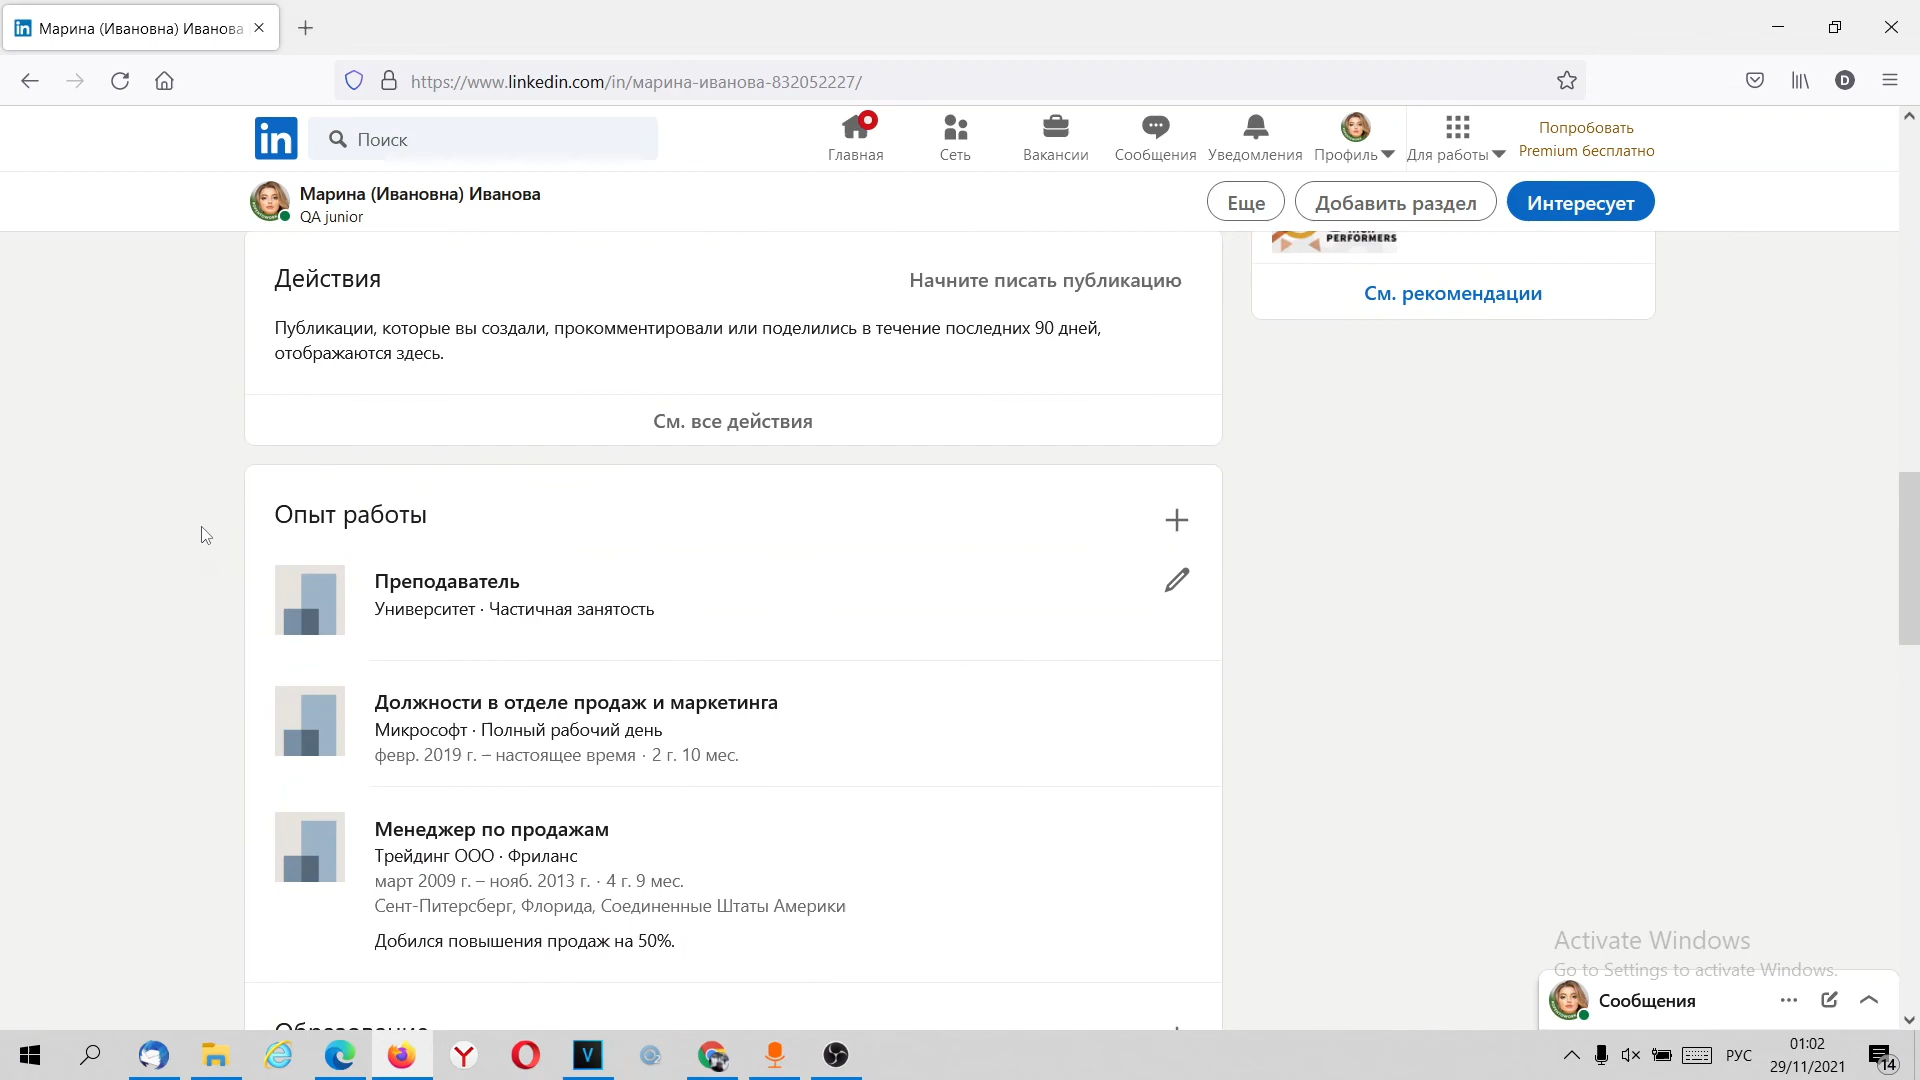 Марина (Ивановна) Иванова
https://www.linkedin.com/in/марина-иванова-832052227/
D
in
Поиск
Главная
Сеть
Вакансии
Сообщения
Уведомления
Профиль
Для работы
Попробовать
Premium бесплатно
Марина (Ивановна) Иванова
QA junior
Еще
Добавить раздел
Интересует
PERFORMERS
Действия
Начните писать публикацию
См. рекомендации
Публикации, которые вы создали, прокомментировали или поделились в течение последних 90 дней,
отображаются здесь.
См. все действия
Опыт работы
Преподаватель
Университет · Частичная занятость
Должности в отделе продаж и маркетинга
Микрософт · Полный рабочий день
февр. 2019 г. – настоящее время · 2 г. 10 мес.
Менеджер по продажам
Трейдинг ООО · Фриланс
март 2009 г. – нояб. 2013 г. · 4 г. 9 мес.
Сент-Питерсберг, Флорида, Соединенные Штаты Америки
Добился повышения продаж на 50%.
Образование
Activate Windows
Go to Settings to activate Windows.
Сообщения
РУС
01:02
29/11/2021
14